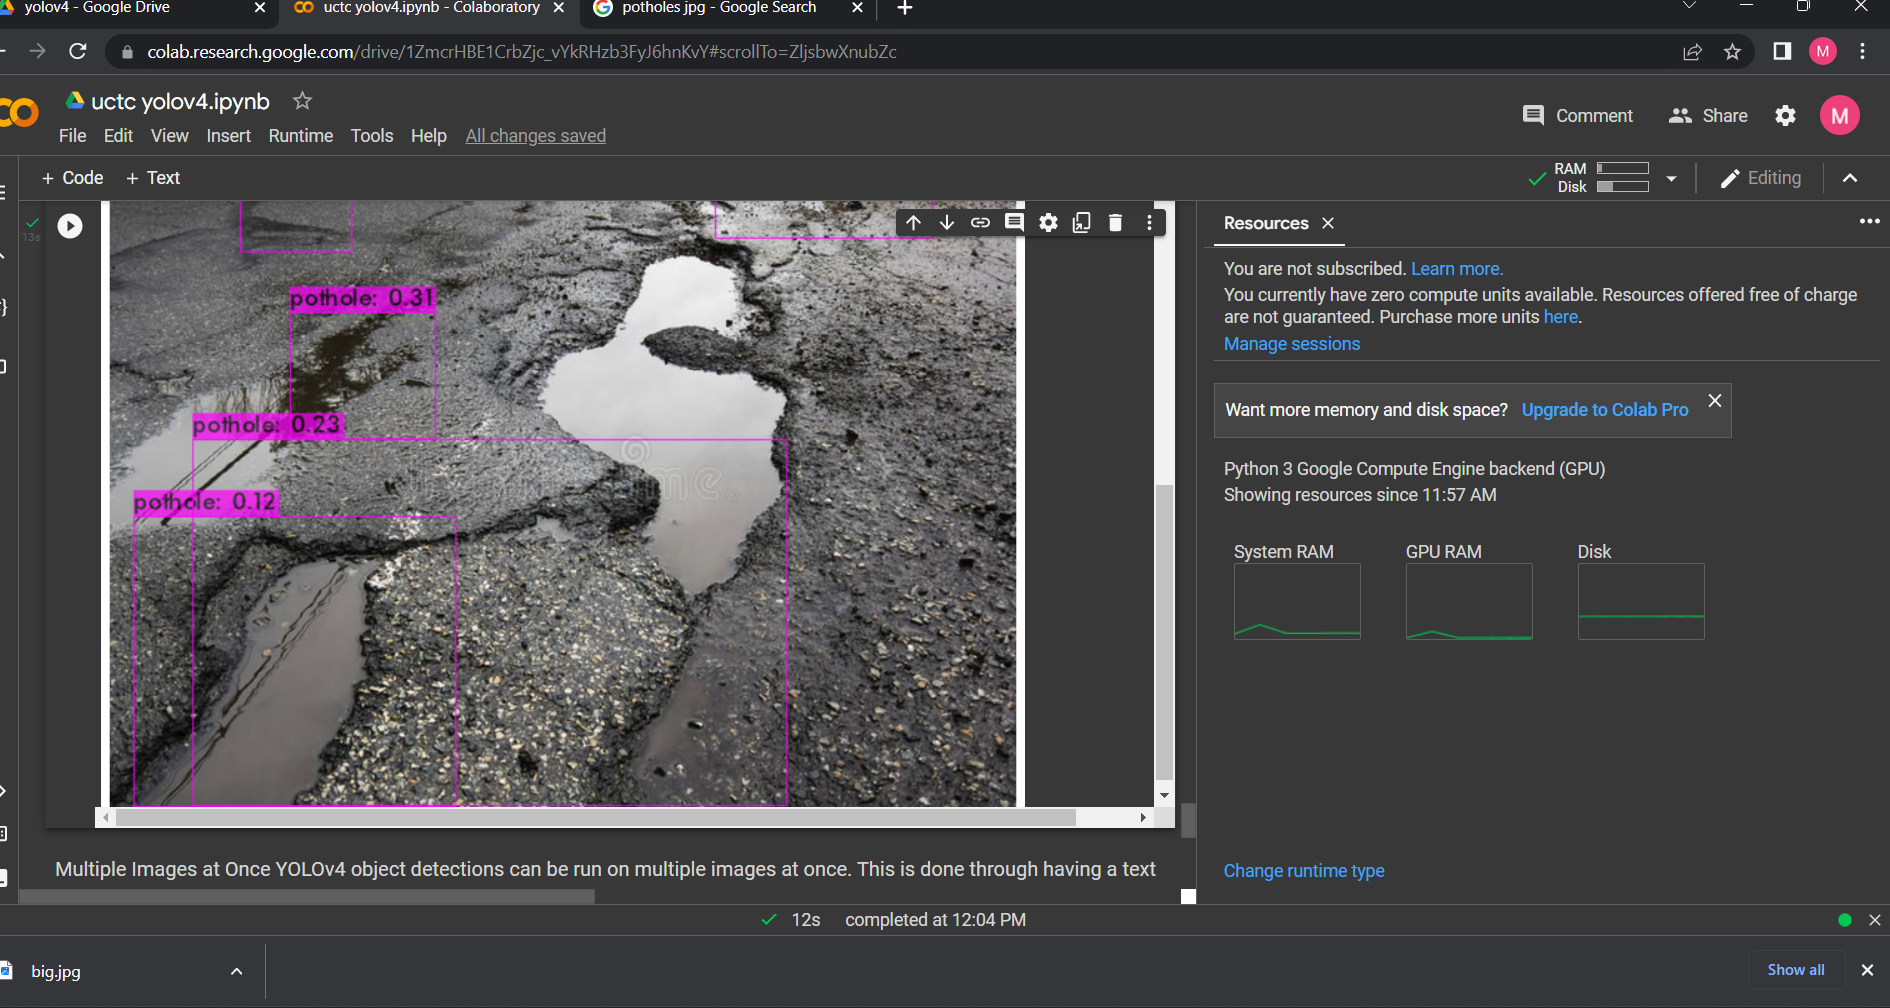 yolov4 - Google Drive
uctc yolov4.ipynb - Colaboratory
potholes jpg - Google Search
colab.research.google.com/drive/1ZmcrHBE1CrbZjc_vYkRHzb3FyJ6hnKvY#scrollTo=ZljsbwXnubZc
M
uctc yolov4.ipynb
Comment
Share
M
File Edit View Insert Runtime Tools Help All changes saved
+ Code + Text
RAM
Disk
Editing
13s
Resources
You are not subscribed. Learn more.
You currently have zero compute units available. Resources offered free of charge
are not guaranteed. Purchase more units here.
Manage sessions
Want more memory and disk space? Upgrade to Colab Pro
Python 3 Google Compute Engine backend (GPU)
Showing resources since 11:57 AM
System RAM
GPU RAM
Disk
Change runtime type
pothole: 0.31
pothole: 0.23
pothole: 0.12
Multiple Images at Once YOLOv4 object detections can be run on multiple images at once. This is done through having a text
12s completed at 12:04 PM
big.jpg
Show all